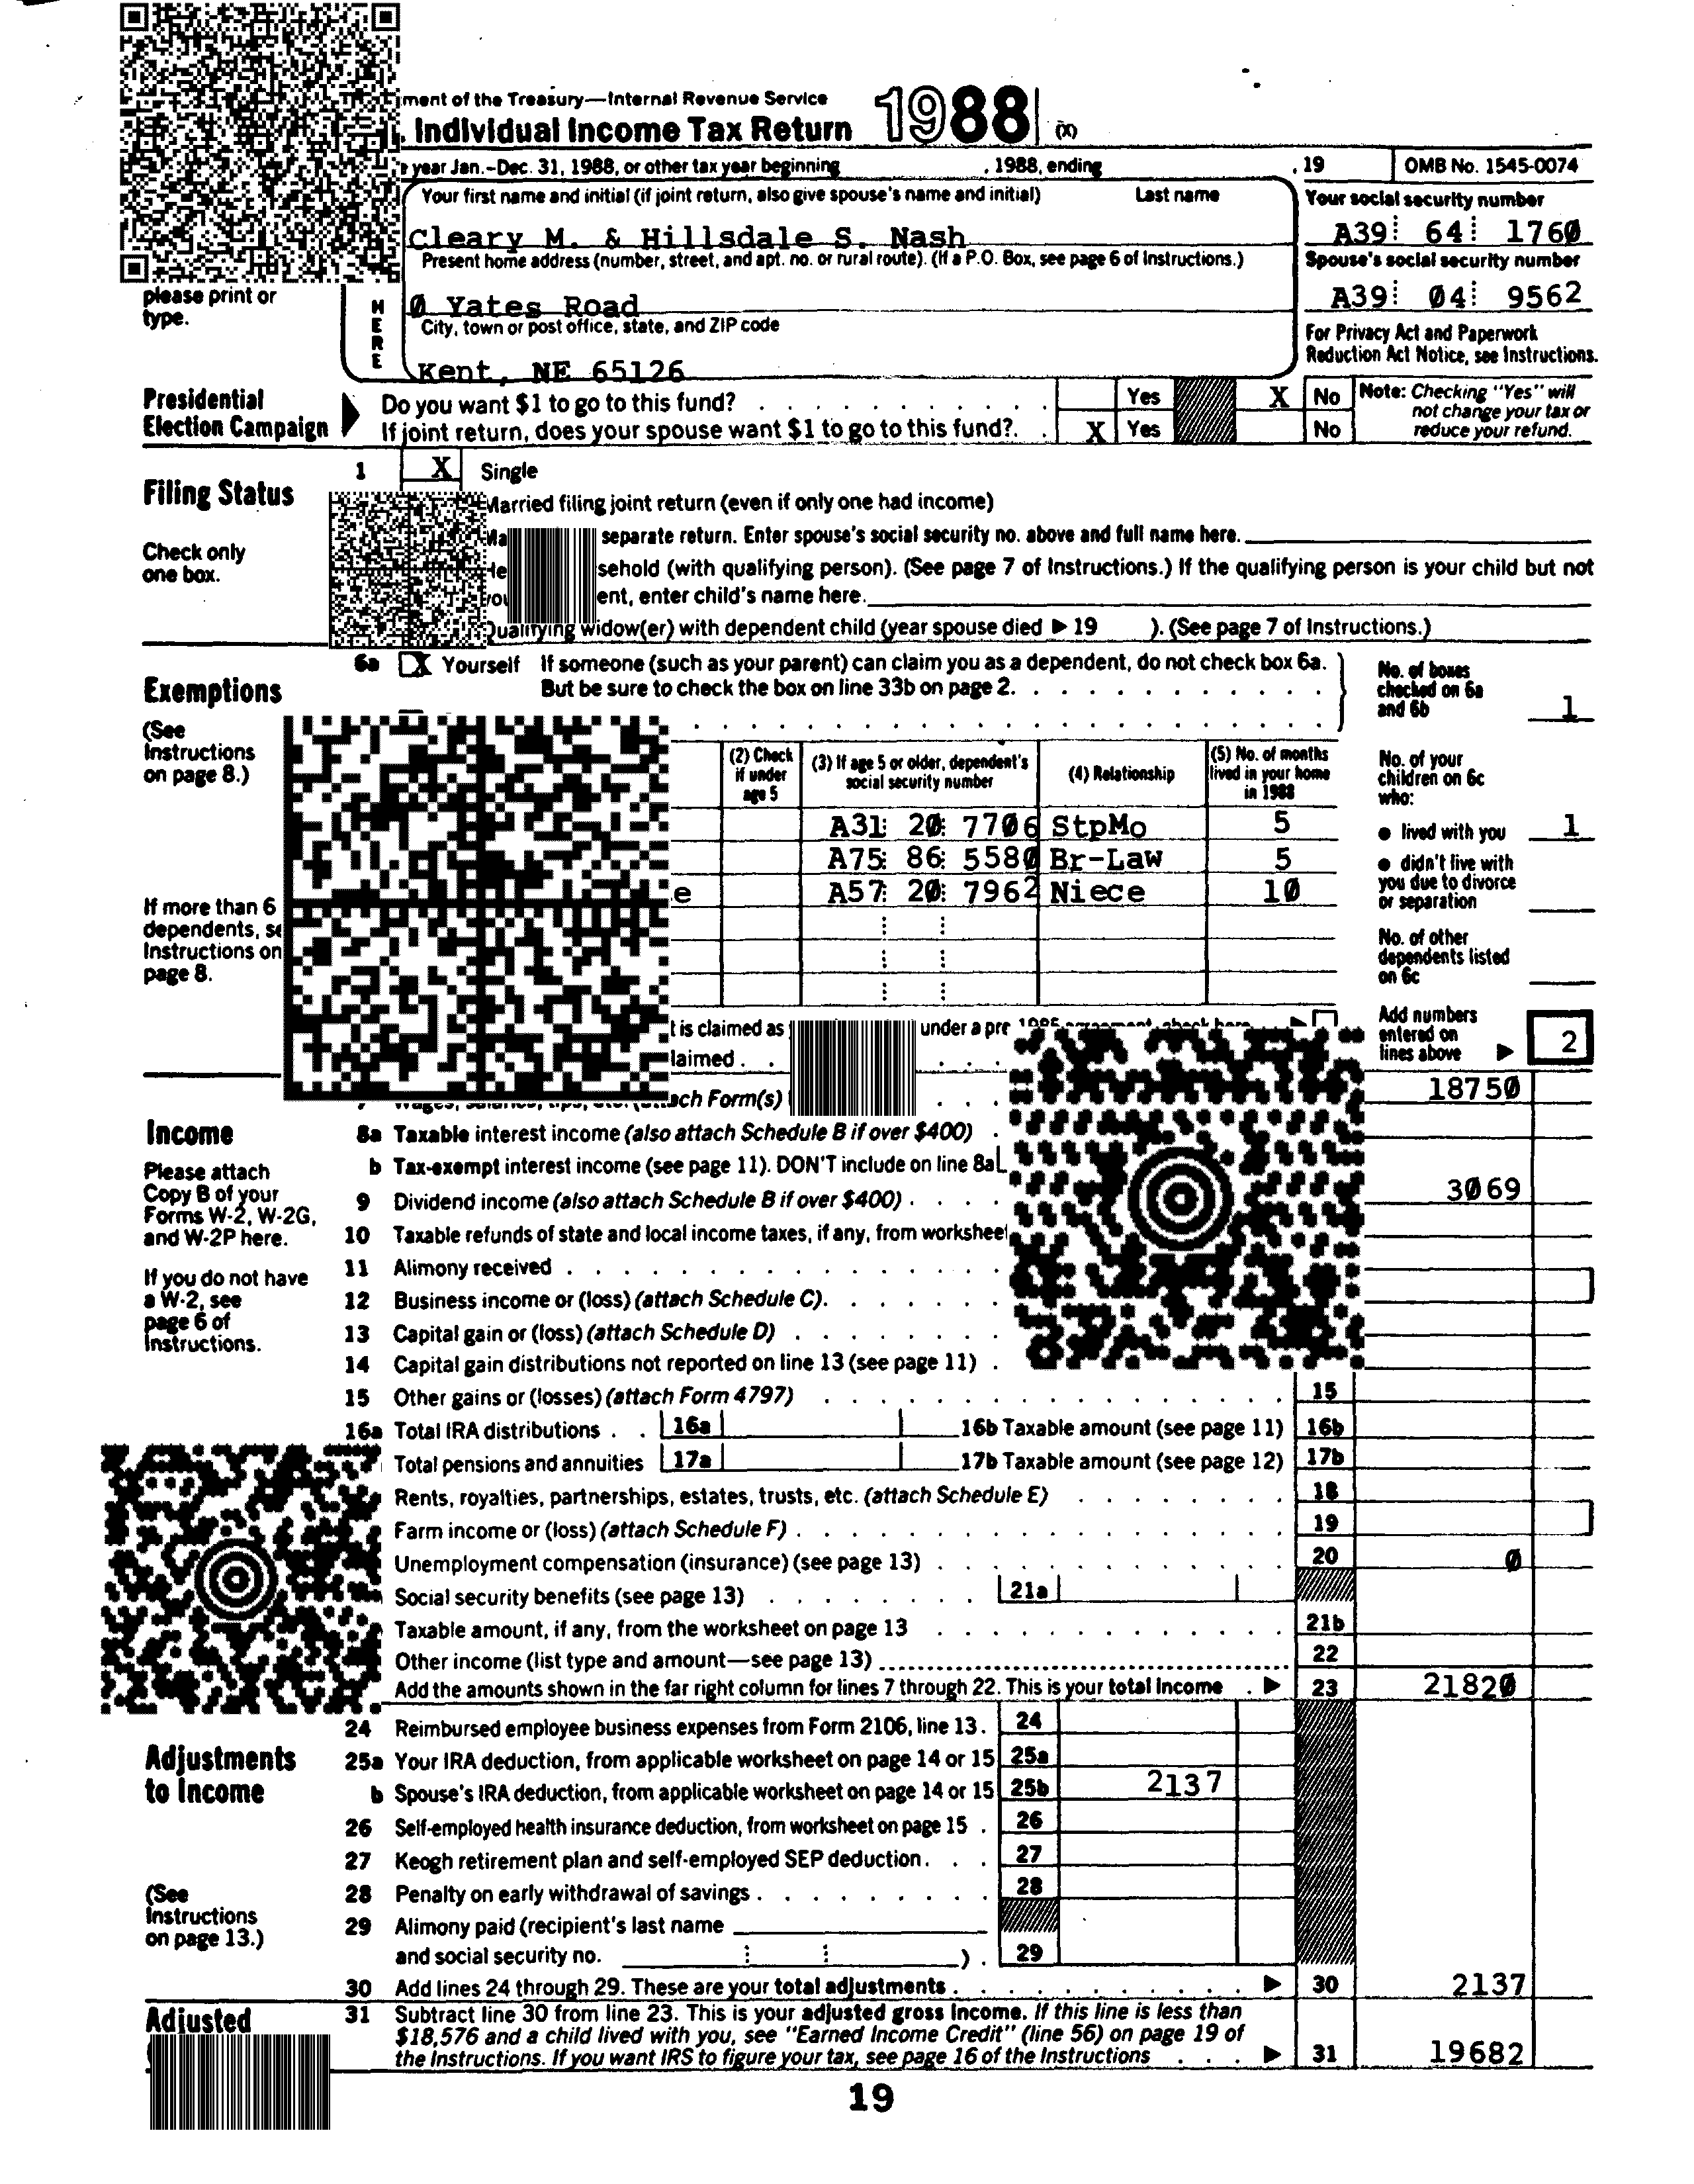 ment of the Treasury—Internal Revenue Service
Individual Income Tax Return 1988 (X)
year Jan.-Dec. 31, 1988, or other tax year beginning , 1988, ending , 19 OMB No. 1545-0074
Your first name and initial (if joint return, also give spouse's name and initial) Last name Your social security number
Cleary M. & Hillsdale S. Nash A39 64 1760
Present home address (number, street, and apt. no. or rural route). (If a P.O. Box, see page 6 of Instructions.) Spouse's social security number
0 Yates Road A39 04 9562
please print or type.
HERE
City, town or post office, state, and ZIP code
Kent, NE 65126
For Privacy Act and Paperwork
Reduction Act Notice, see Instructions.
Presidential
Election Campaign
Do you want $1 to go to this fund? Yes X No
If joint return, does your spouse want $1 to go to this fund?. X Yes No
Note: Checking "Yes" will
not change your tax or
reduce your refund.
Filing Status
Check only
one box.
1 X Single
Married filing joint return (even if only one had income)
separate return. Enter spouse's social security no. above and full name here.
sehold (with qualifying person). (See page 7 of Instructions.) If the qualifying person is your child but not
ent, enter child's name here.
Qualifying widow(er) with dependent child (year spouse died ▶ 19 ). (See page 7 of Instructions.)
Exemptions
(See
Instructions
on page 8.)
6a X Yourself If someone (such as your parent) can claim you as a dependent, do not check box 6a.
But be sure to check the box on line 33b on page 2.
No. of boxes
checked on 6a
and 6b 1
(2) Check
if under
age 5
(3) If age 5 or older, dependent's
social security number
(4) Relationship
(5) No. of months
lived in your home
in 1988
A31 20 7706 StpMo 5
A75 86 5580 Br-Law 5
e A57 20 7962 Niece 10
No. of your
children on 6c
who:
● lived with you 1
● didn't live with
you due to divorce
or separation
No. of other
dependents listed
on 6c
If more than 6
dependents,
Instructions on
page 8.
t is claimed as under a pre 1985 agreement, check here ▶
laimed
Add numbers
entered on
lines above ▶ 2
Income
Please attach
Copy B of your
Forms W-2, W-2G,
and W-2P here.
If you do not have
a W-2, see
page 6 of
Instructions.
ach Form(s) 18750
8a Taxable interest income (also attach Schedule B if over $400)
b Tax-exempt interest income (see page 11). DON'T include on line 8a
9 Dividend income (also attach Schedule B if over $400) 3069
10 Taxable refunds of state and local income taxes, if any, from worksheet
11 Alimony received
12 Business income or (loss) (attach Schedule C).
13 Capital gain or (loss) (attach Schedule D)
14 Capital gain distributions not reported on line 13 (see page 11)
15 Other gains or (losses) (attach Form 4797) 15
16a Total IRA distributions 16a 16b Taxable amount (see page 11) 16b
Total pensions and annuities 17a 17b Taxable amount (see page 12) 17b
Rents, royalties, partnerships, estates, trusts, etc. (attach Schedule E) 18
Farm income or (loss) (attach Schedule F) 19
Unemployment compensation (insurance) (see page 13) 20 0
Social security benefits (see page 13) 21a
Taxable amount, if any, from the worksheet on page 13 21b
Other income (list type and amount—see page 13) 22
Add the amounts shown in the far right column for lines 7 through 22. This is your total income ▶ 23 21820
Adjustments
to Income
(See
Instructions
on page 13.)
24 Reimbursed employee business expenses from Form 2106, line 13. 24
25a Your IRA deduction, from applicable worksheet on page 14 or 15 25a
b Spouse's IRA deduction, from applicable worksheet on page 14 or 15 25b 2137
26 Self-employed health insurance deduction, from worksheet on page 15 26
27 Keogh retirement plan and self-employed SEP deduction. 27
28 Penalty on early withdrawal of savings 28
29 Alimony paid (recipient's last name
and social security no. ). 29
30 Add lines 24 through 29. These are your total adjustments ▶ 30 2137
Adjusted
31 Subtract line 30 from line 23. This is your adjusted gross income. If this line is less than
$18,576 and a child lived with you, see "Earned Income Credit" (line 56) on page 19 of
the Instructions. If you want IRS to figure your tax, see page 16 of the Instructions ▶ 31 19682
19